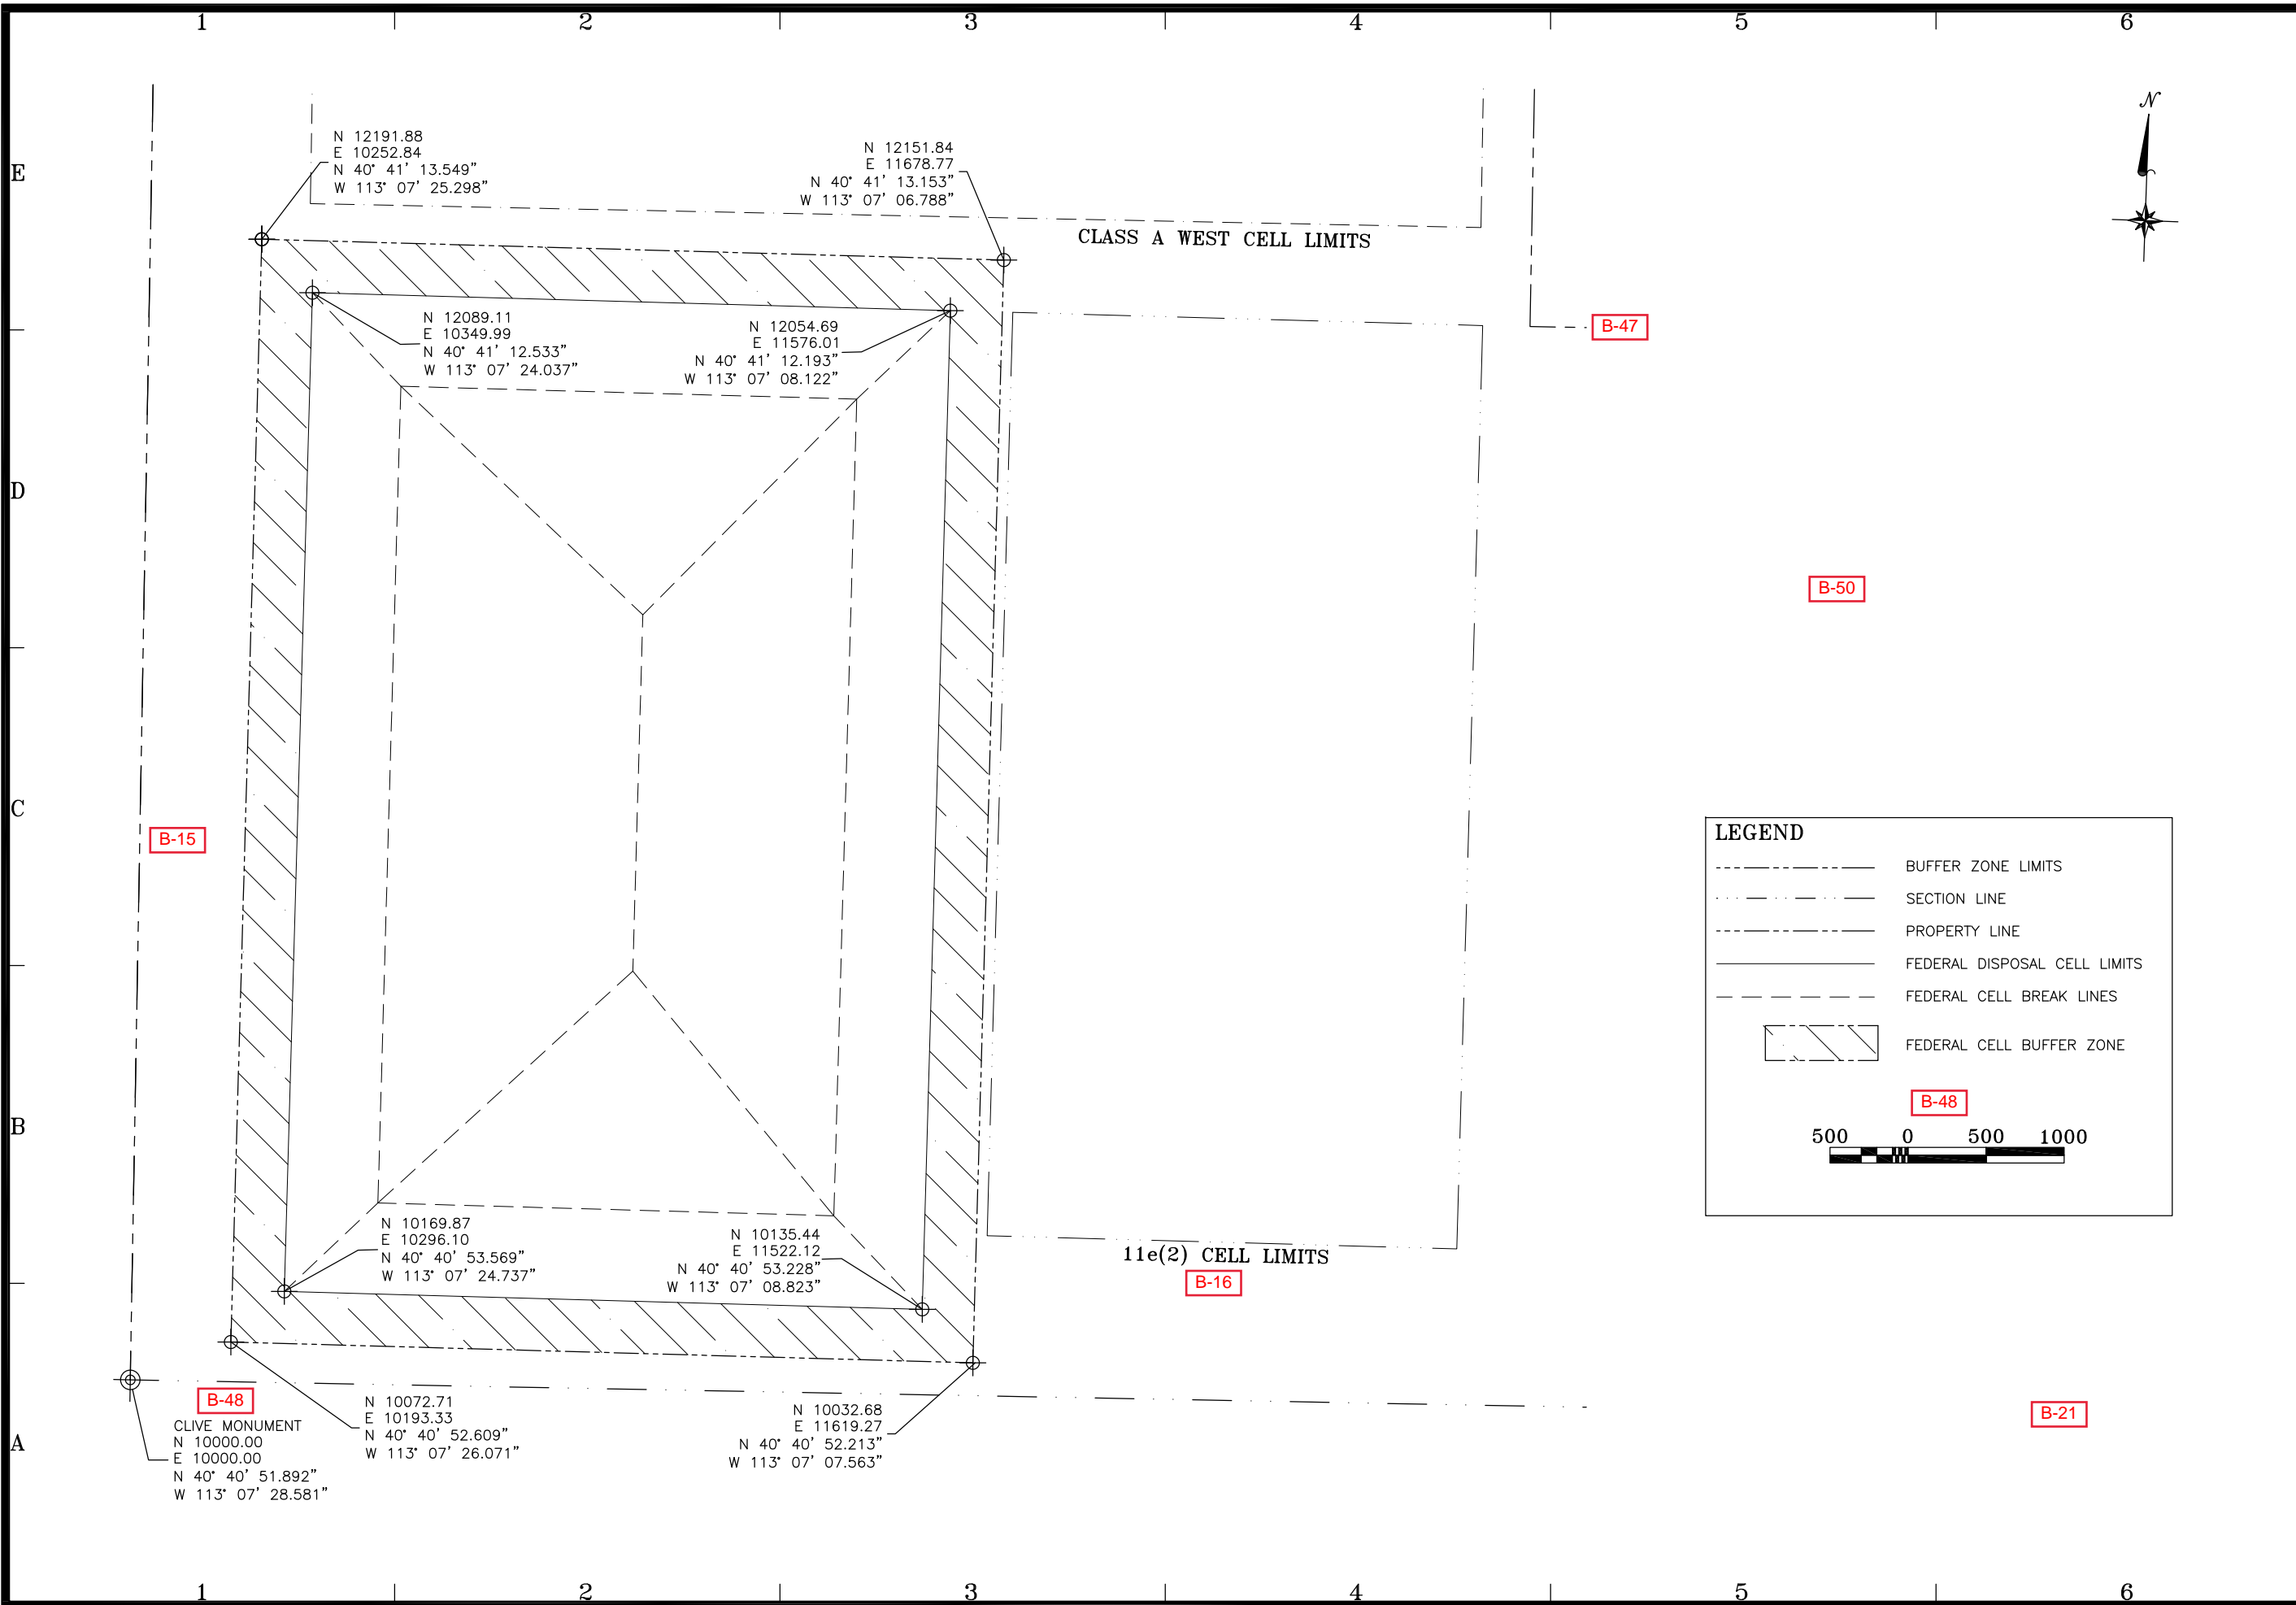 1 2 3 4 5 6
N
E
N 12191.88
E 10252.84
N 40° 41' 13.549"
W 113° 07' 25.298"
N 12151.84
E 11678.77
N 40° 41' 13.153"
W 113° 07' 06.788"
CLASS A WEST CELL LIMITS
N 12089.11
E 10349.99
N 40° 41' 12.533"
W 113° 07' 24.037"
N 12054.69
E 11576.01
N 40° 41' 12.193"
W 113° 07' 08.122"
B-47
D
B-50
C
B-15
LEGEND
BUFFER ZONE LIMITS
SECTION LINE
PROPERTY LINE
FEDERAL DISPOSAL CELL LIMITS
FEDERAL CELL BREAK LINES
FEDERAL CELL BUFFER ZONE
B-48
500 0 500 1000
B
N 10169.87
E 10296.10
N 40° 40' 53.569"
W 113° 07' 24.737"
N 10135.44
E 11522.12
N 40° 40' 53.228"
W 113° 07' 08.823"
11e(2) CELL LIMITS
B-16
B-48
CLIVE MONUMENT
N 10000.00
E 10000.00
N 40° 40' 51.892"
W 113° 07' 28.581"
N 10072.71
E 10193.33
N 40° 40' 52.609"
W 113° 07' 26.071"
N 10032.68
E 11619.27
N 40° 40' 52.213"
W 113° 07' 07.563"
B-21
A
1 2 3 4 5 6